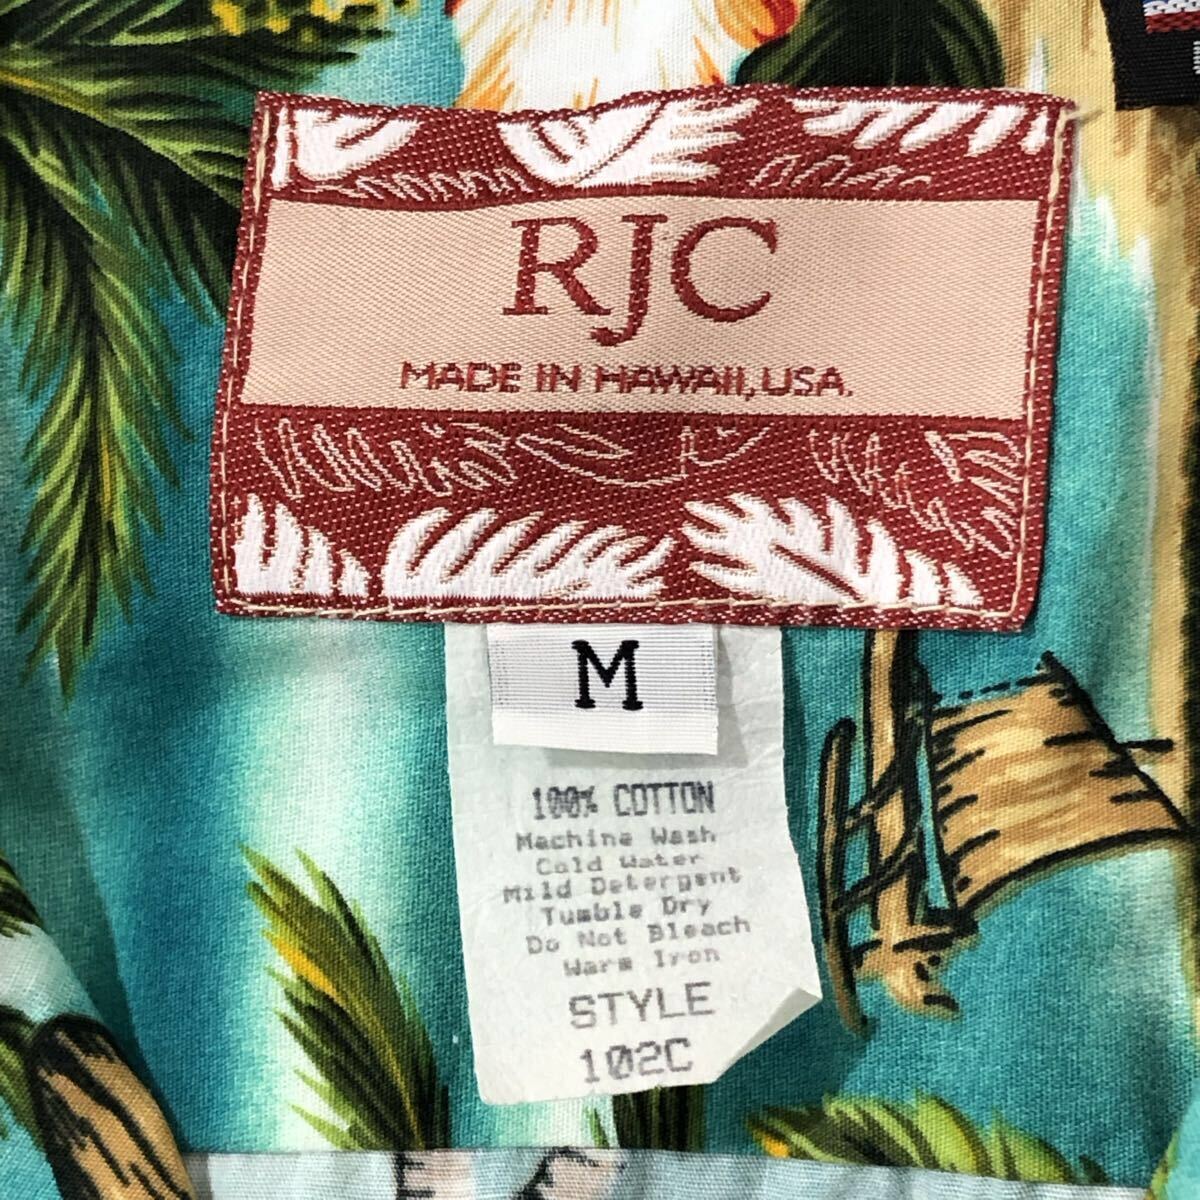 RJC
MADE IN HAWAII, USA.
M
100% COTTON
Machine Wash
Cold Water
Mild Detergent
Tumble Dry
Do Not Bleach
Warm Iron
STYLE
102C